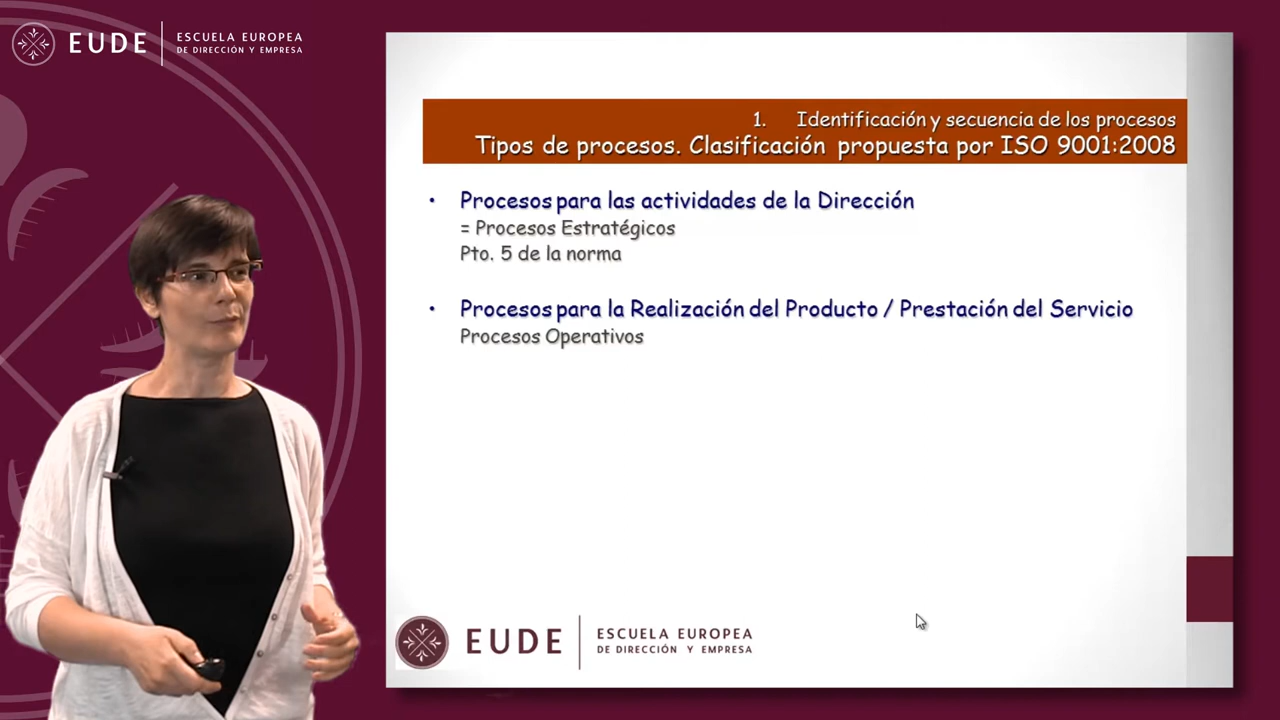 EUDE
ESCUELA EUROPEA
DE DIRECCIÓN Y EMPRESA
1. Identificación y secuencia de los procesos
Tipos de procesos. Clasificación propuesta por ISO 9001:2008
• Procesos para las actividades de la Dirección
= Procesos Estratégicos
Pto. 5 de la norma
• Procesos para la Realización del Producto / Prestación del Servicio
Procesos Operativos
EUDE
ESCUELA EUROPEA
DE DIRECCIÓN Y EMPRESA